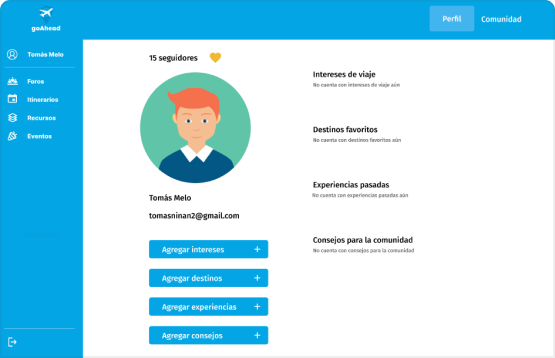 goAhead
Perfil
Comunidad
Tomás Melo
Foros
Itinerarios
Recursos
Eventos
15 seguidores
Tomás Melo
tomasninan2@gmail.com
Agregar intereses +
Agregar destinos +
Agregar experiencias +
Agregar consejos +
Intereses de viaje
No cuenta con intereses de viaje aún
Destinos favoritos
No cuenta con destinos favoritos aún
Experiencias pasadas
No cuenta con experiencias pasadas aún
Consejos para la comunidad
No cuenta con consejos para la comunidad